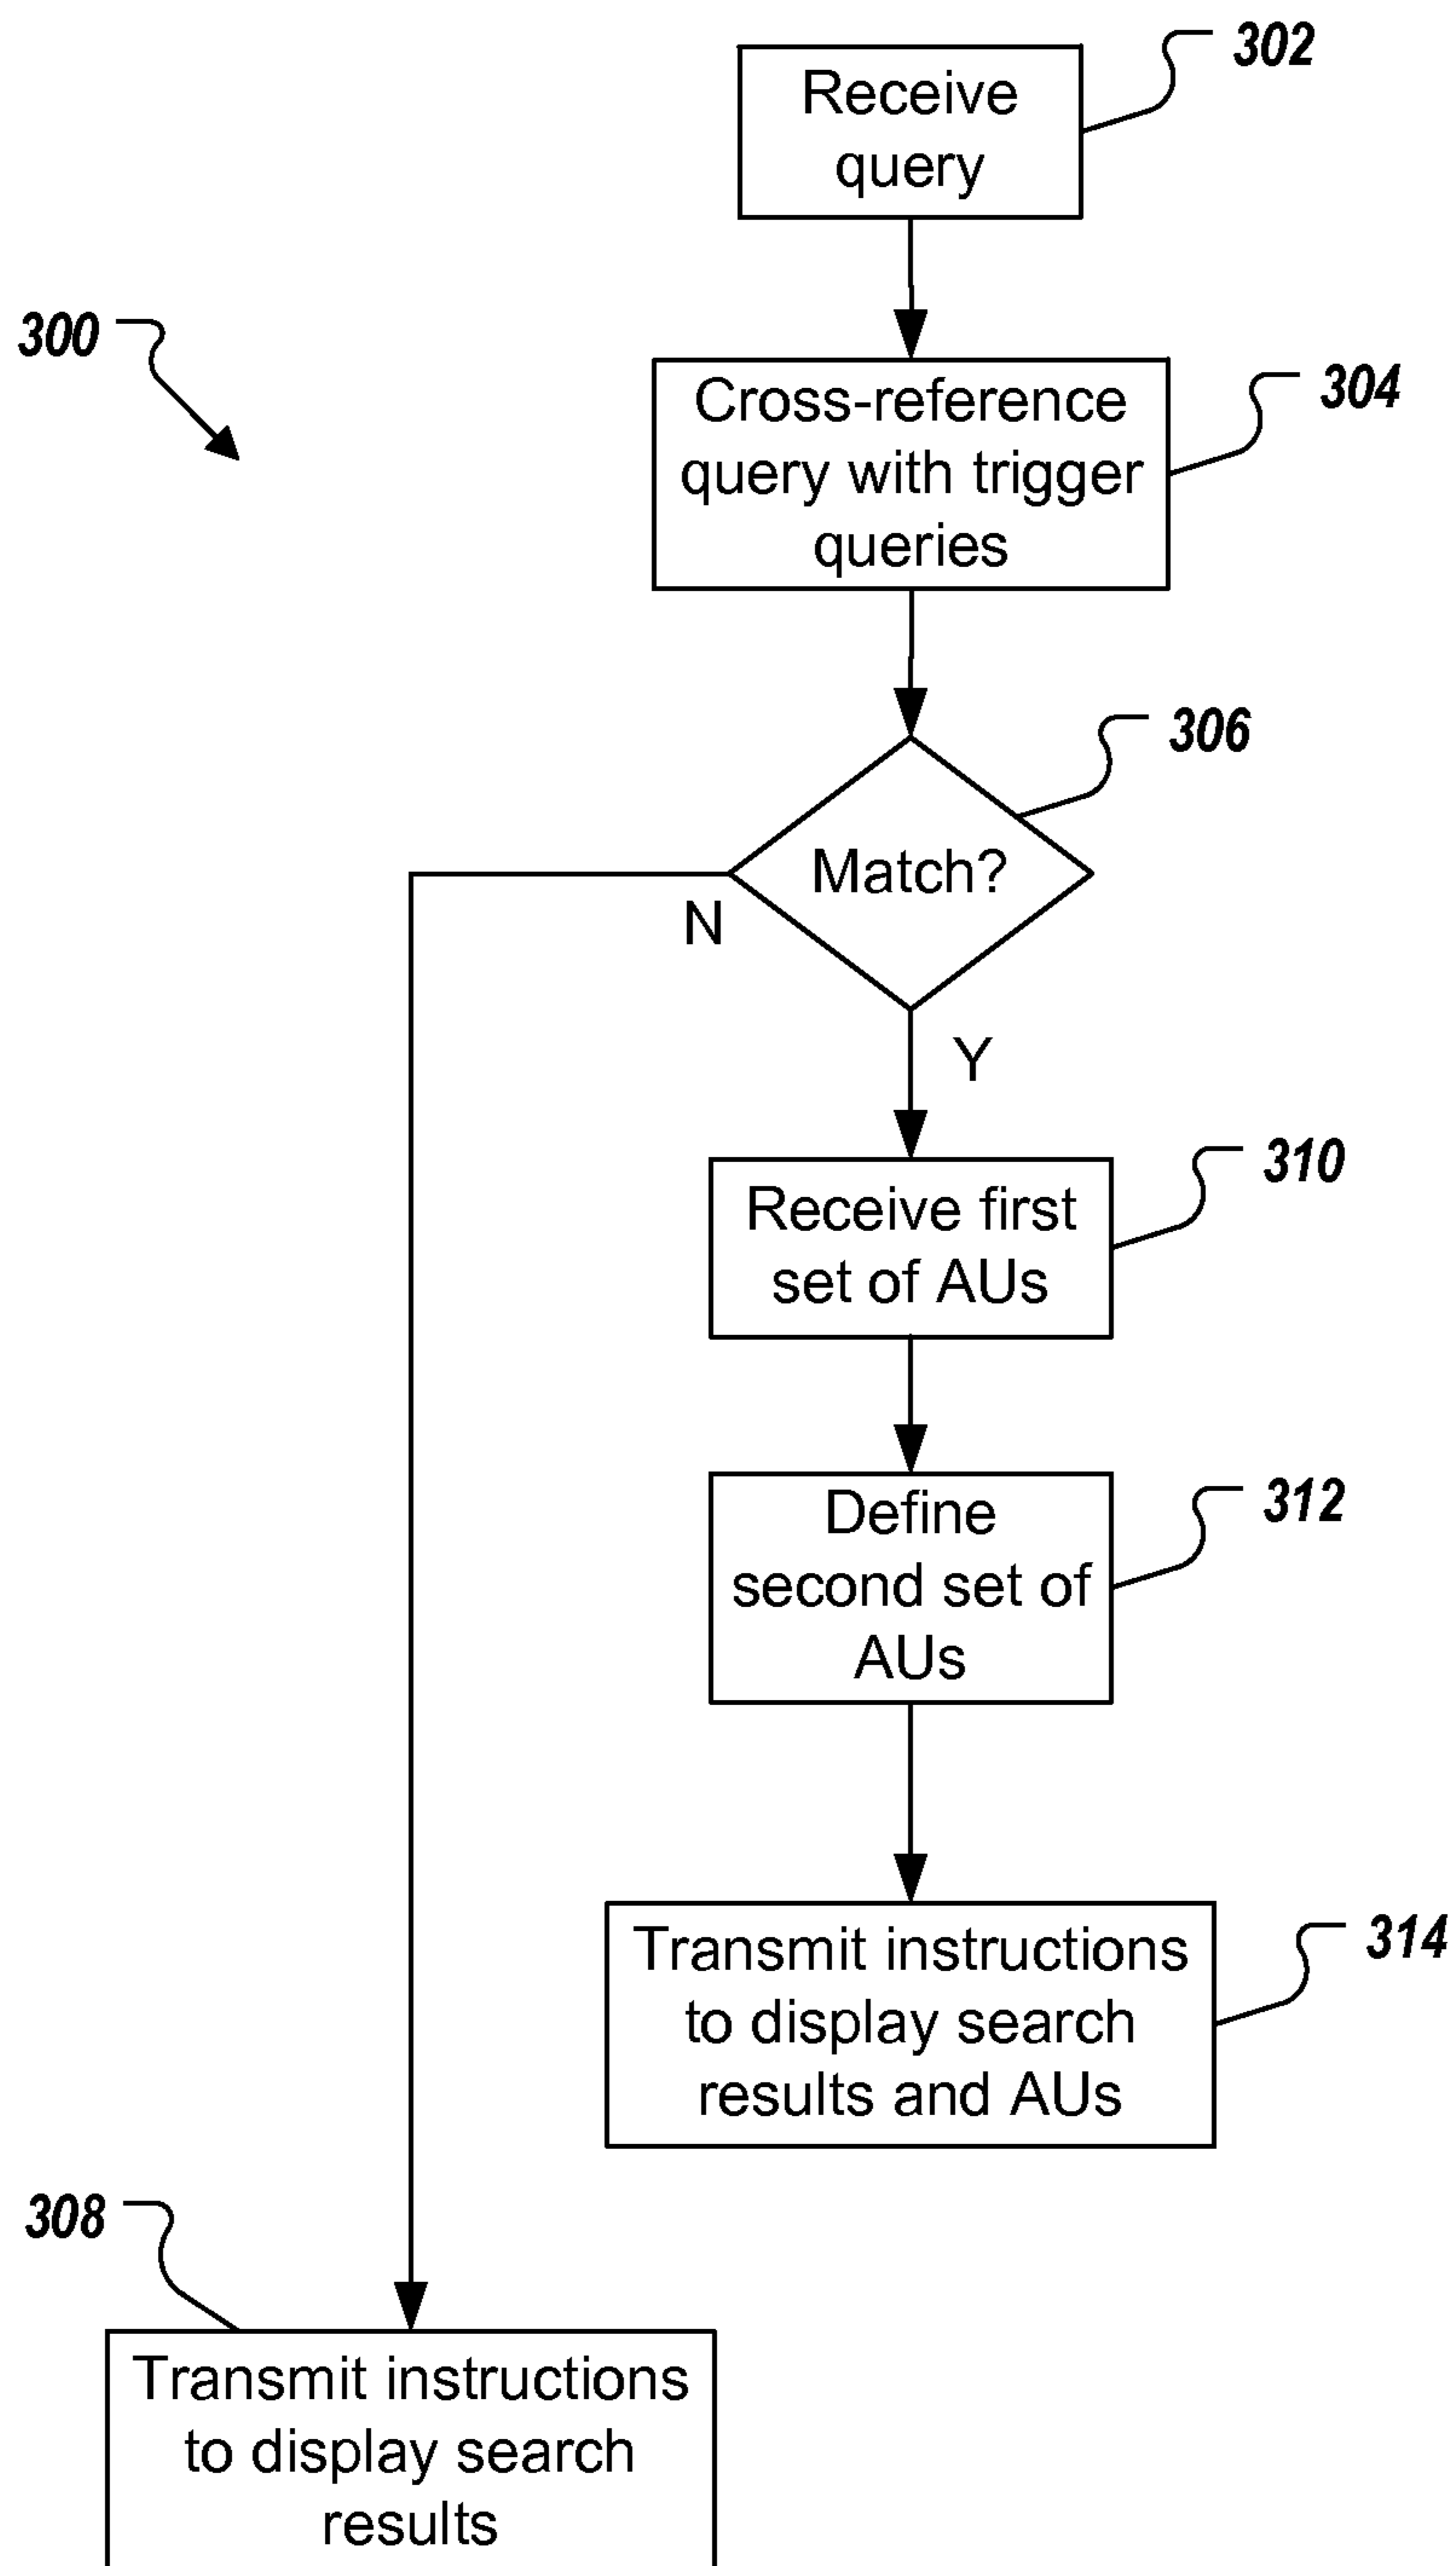 302
Receive
query
300
304
Cross-reference
query with trigger
queries
306
Match?
N
Y
310
Receive first
set of AUs
312
Define
second set of
AUs
314
Transmit instructions
to display search
results and AUs
308
Transmit instructions
to display search
results